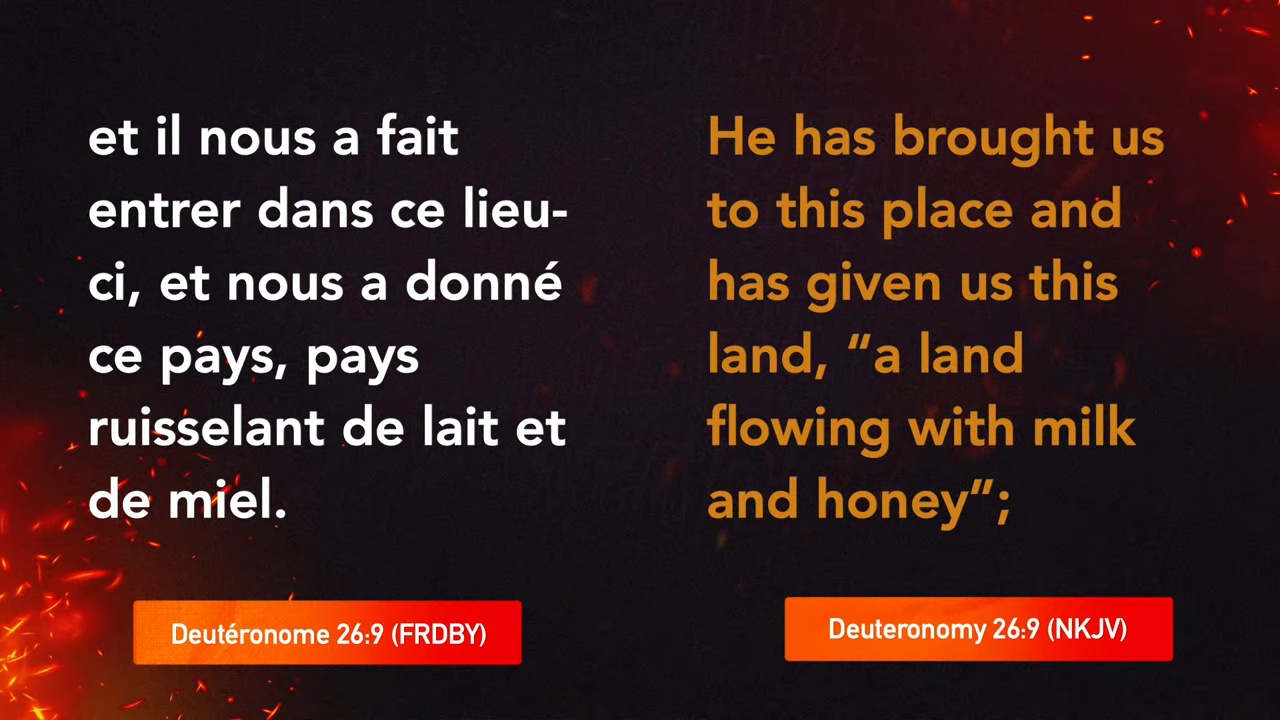 et il nous a fait
entrer dans ce lieu-
ci, et nous a donné
ce pays, pays
ruisselant de lait et
de miel.
Deutéronome 26:9 (FRDBY)
He has brought us
to this place and
has given us this
land, “a land
flowing with milk
and honey”;
Deuteronomy 26:9 (NKJV)